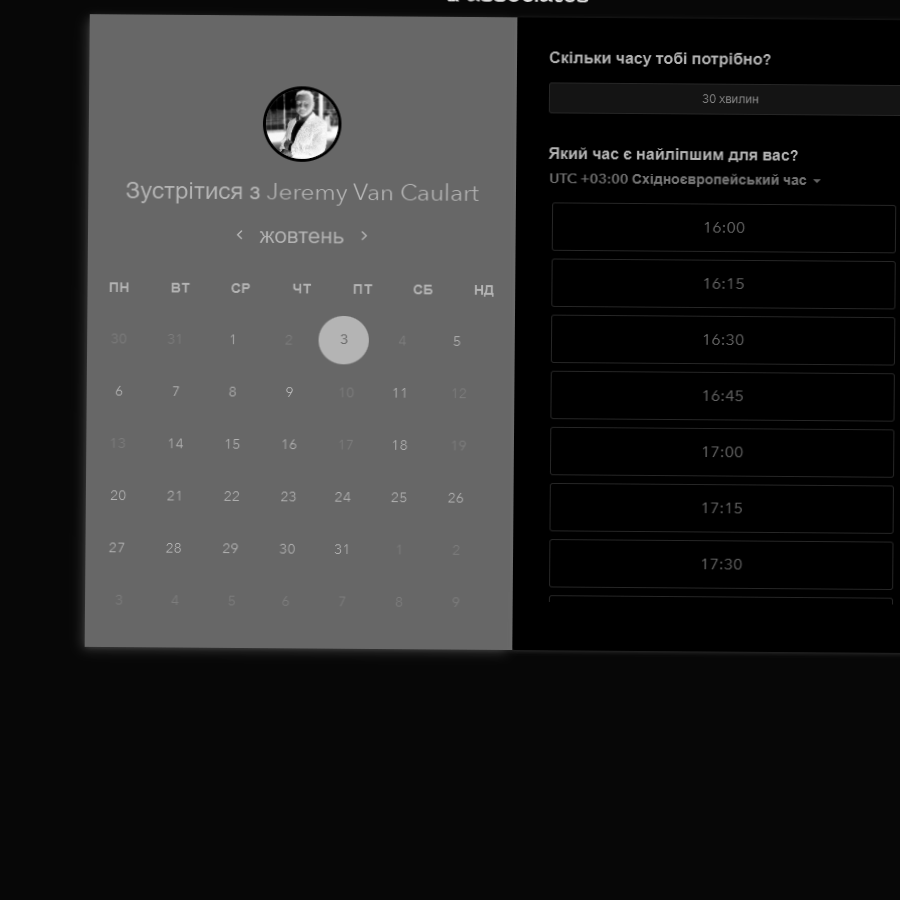 & associates
Зустрітися з Jeremy Van Caulart
жовтень
ПН ВТ СР ЧТ ПТ СБ НД
30 31 1 2 3 4 5
6 7 8 9 10 11 12
13 14 15 16 17 18 19
20 21 22 23 24 25 26
27 28 29 30 31 1 2
3 4 5 6 7 8 9
Скільки часу тобі потрібно?
30 хвилин
Який час є найліпшим для вас?
UTC +03:00 Східноєвропейський час
16:00
16:15
16:30
16:45
17:00
17:15
17:30